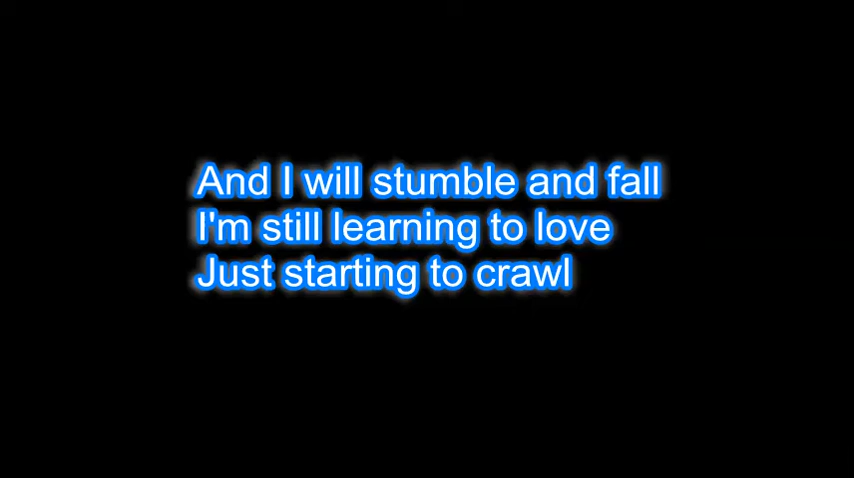 And I will stumble and fall
I'm still learning to love
Just starting to crawl